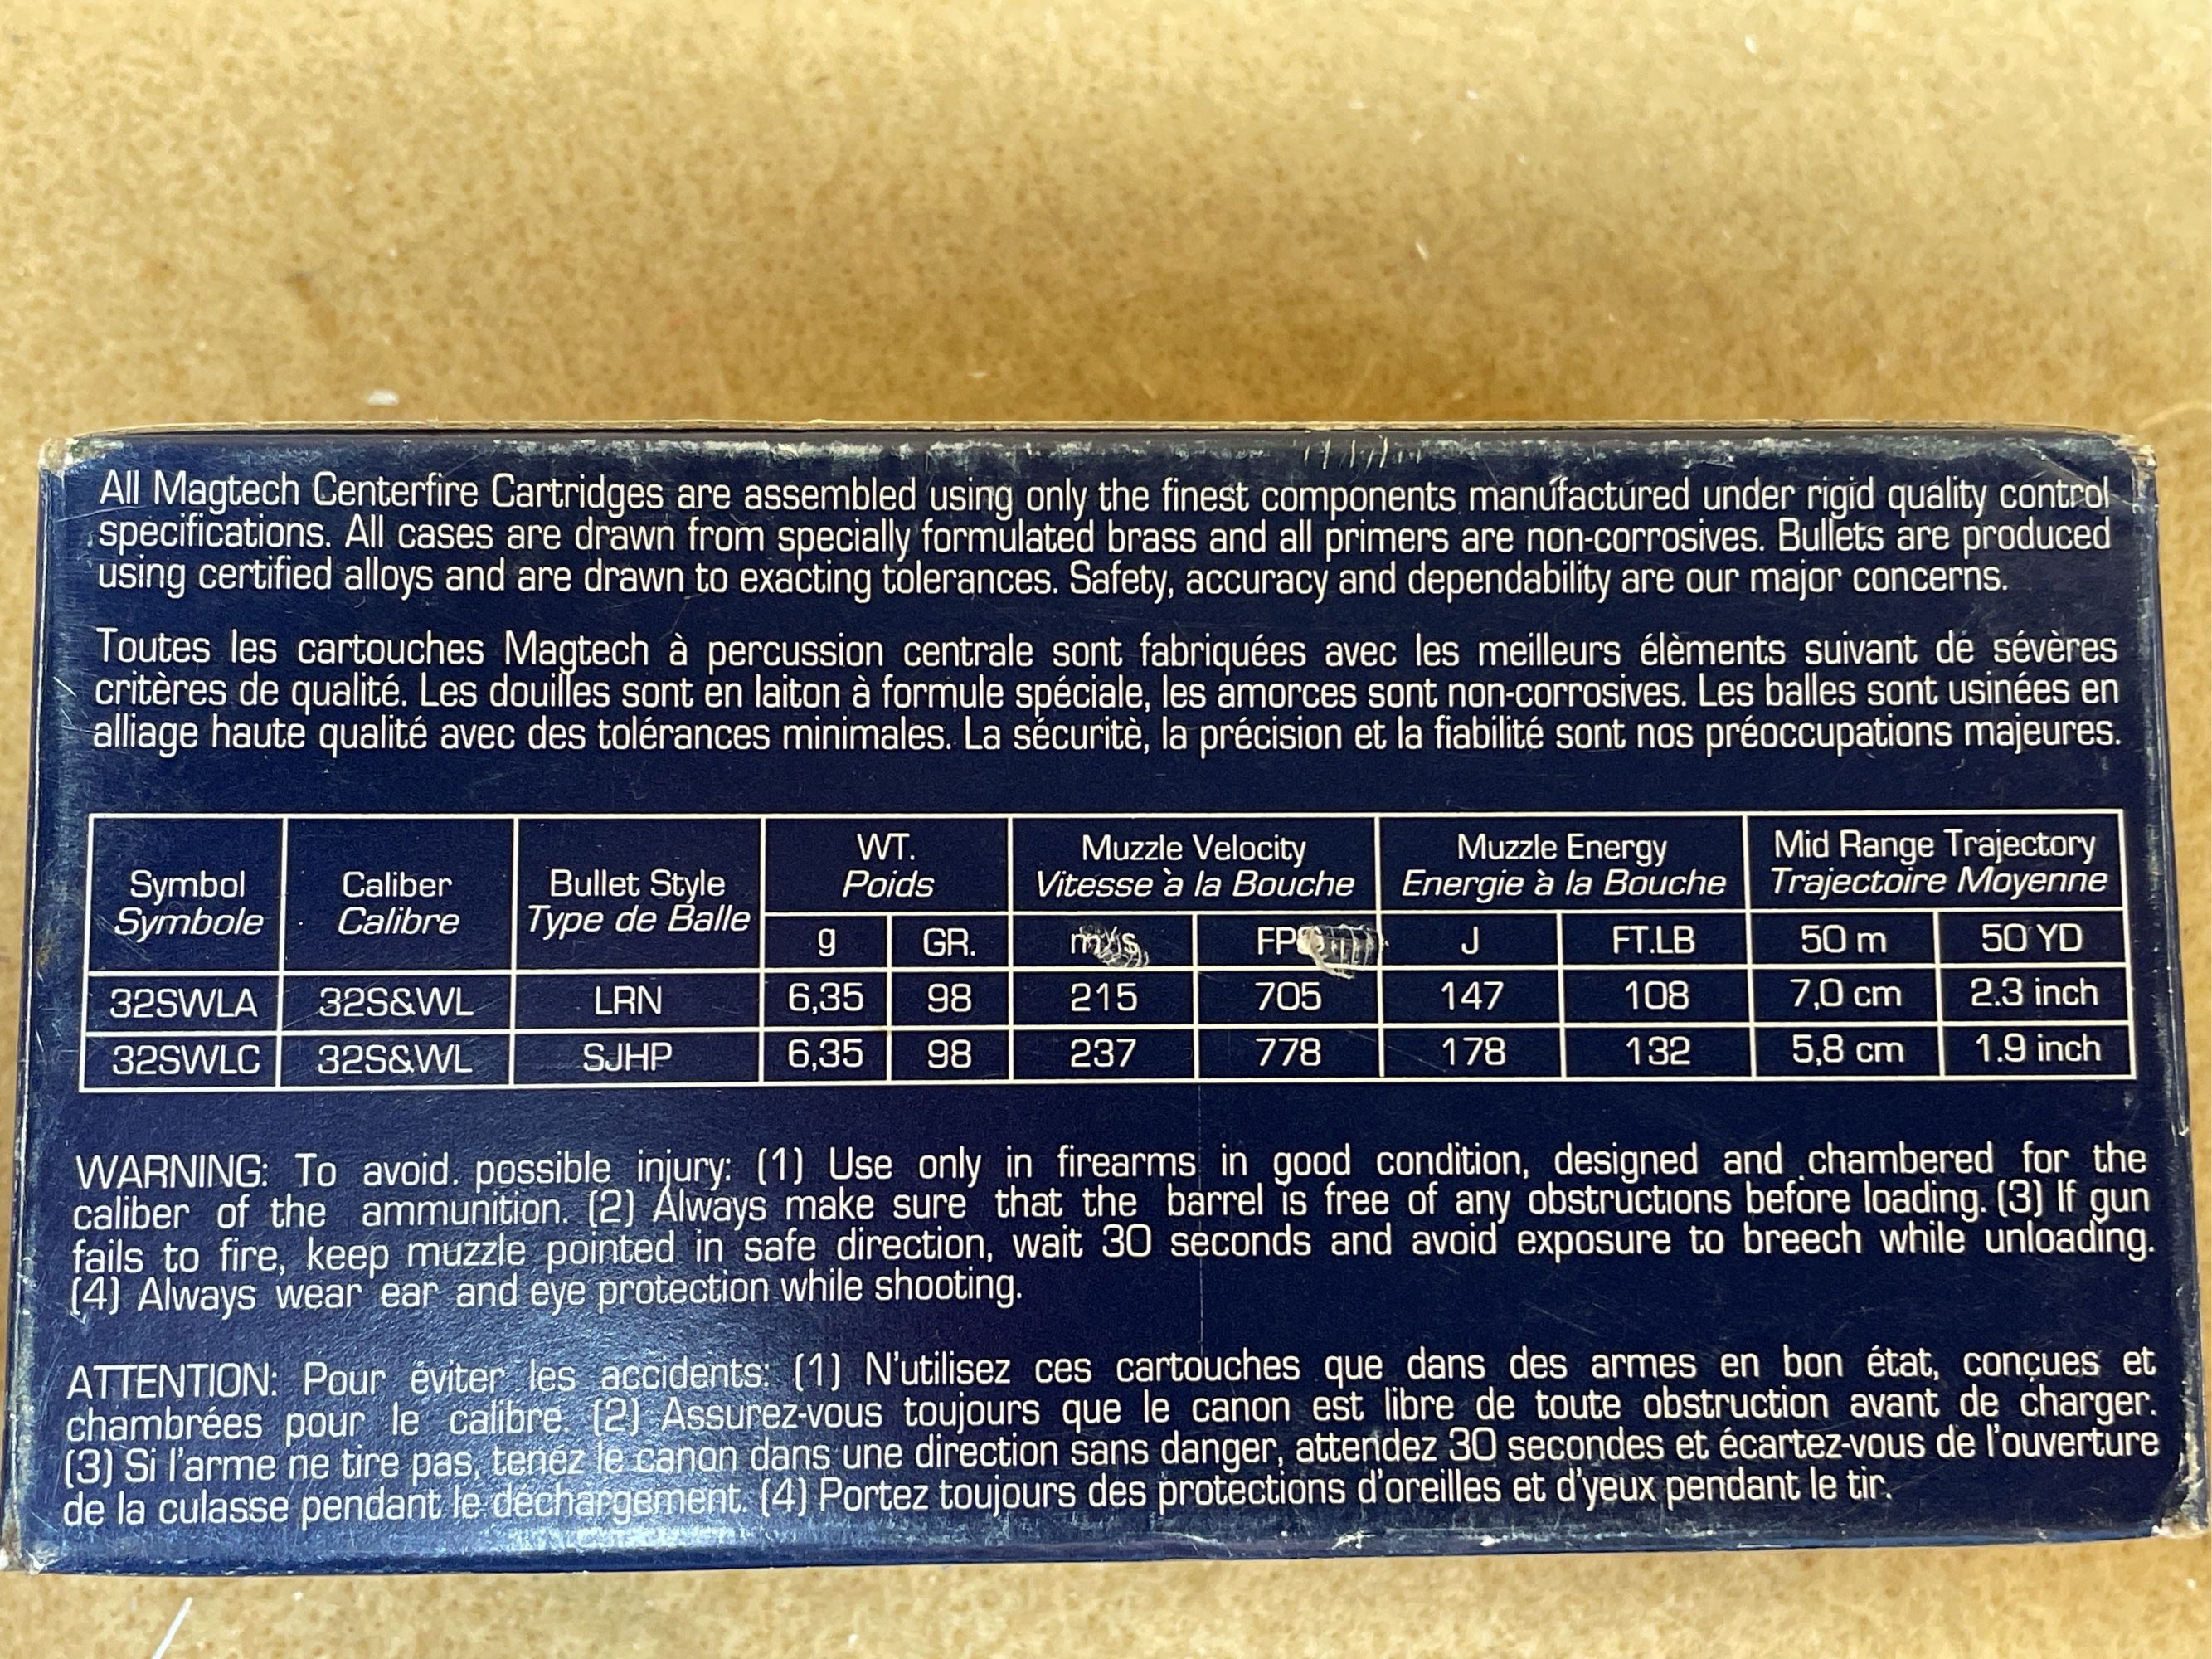 All Magtech Centerfire Cartridges are assembled using only the finest components manufactured under rigid quality control
specifications. All cases are drawn from specially formulated brass and all primers are non-corrosives. Bullets are produced
using certified alloys and are drawn to exacting tolerances. Safety, accuracy and dependability are our major concerns.
Toutes les cartouches Magtech à percussion centrale sont fabriquées avec les meilleurs élèments suivant de sévères
critères de qualité. Les douilles sont en laiton à formule spéciale, les amorces sont non-corrosives. Les balles sont usinées en
alliage haute qualité avec des tolérances minimales. La sécuritè, la précision et la fiabilité sont nos préoccupations majeures.
Symbol Caliber Bullet Style WT. Muzzle Velocity Muzzle Energy Mid Range Trajectory
Symbole Calibre Type de Balle Poids Vitesse à la Bouche Energie à la Bouche Trajectoire Moyenne
g GR. J FT.LB 50 m 50 YD
32SWLA 32S&WL LRN 6,35 98 215 705 147 108 7,0 cm 2.3 inch
32SWLC 32S&WL SJHP 6,35 98 237 778 178 132 5,8 cm 1.9 inch
WARNING: To avoid possible injury: (1) Use only in firearms in good condition, designed and chambered for the
caliber of the ammunition. (2) Always make sure that the barrel is free of any obstructions before loading. (3) If gun
fails to fire, keep muzzle pointed in safe direction, wait 30 seconds and avoid exposure to breech while unloading.
(4) Always wear ear and eye protection while shooting.
ATTENTION: Pour éviter les accidents: (1) N'utilisez ces cartouches que dans des armes en bon état, conçues et
chambrées pour le calibre. (2) Assurez-vous toujours que le canon est libre de toute obstruction avant de charger.
(3) Si l'arme ne tire pas, tenez le canon dans une direction sans danger, attendez 30 secondes et écartez-vous de l'ouverture
de la culasse pendant le déchargement. (4) Portez toujours des protections d'oreilles et d'yeux pendant le tir.